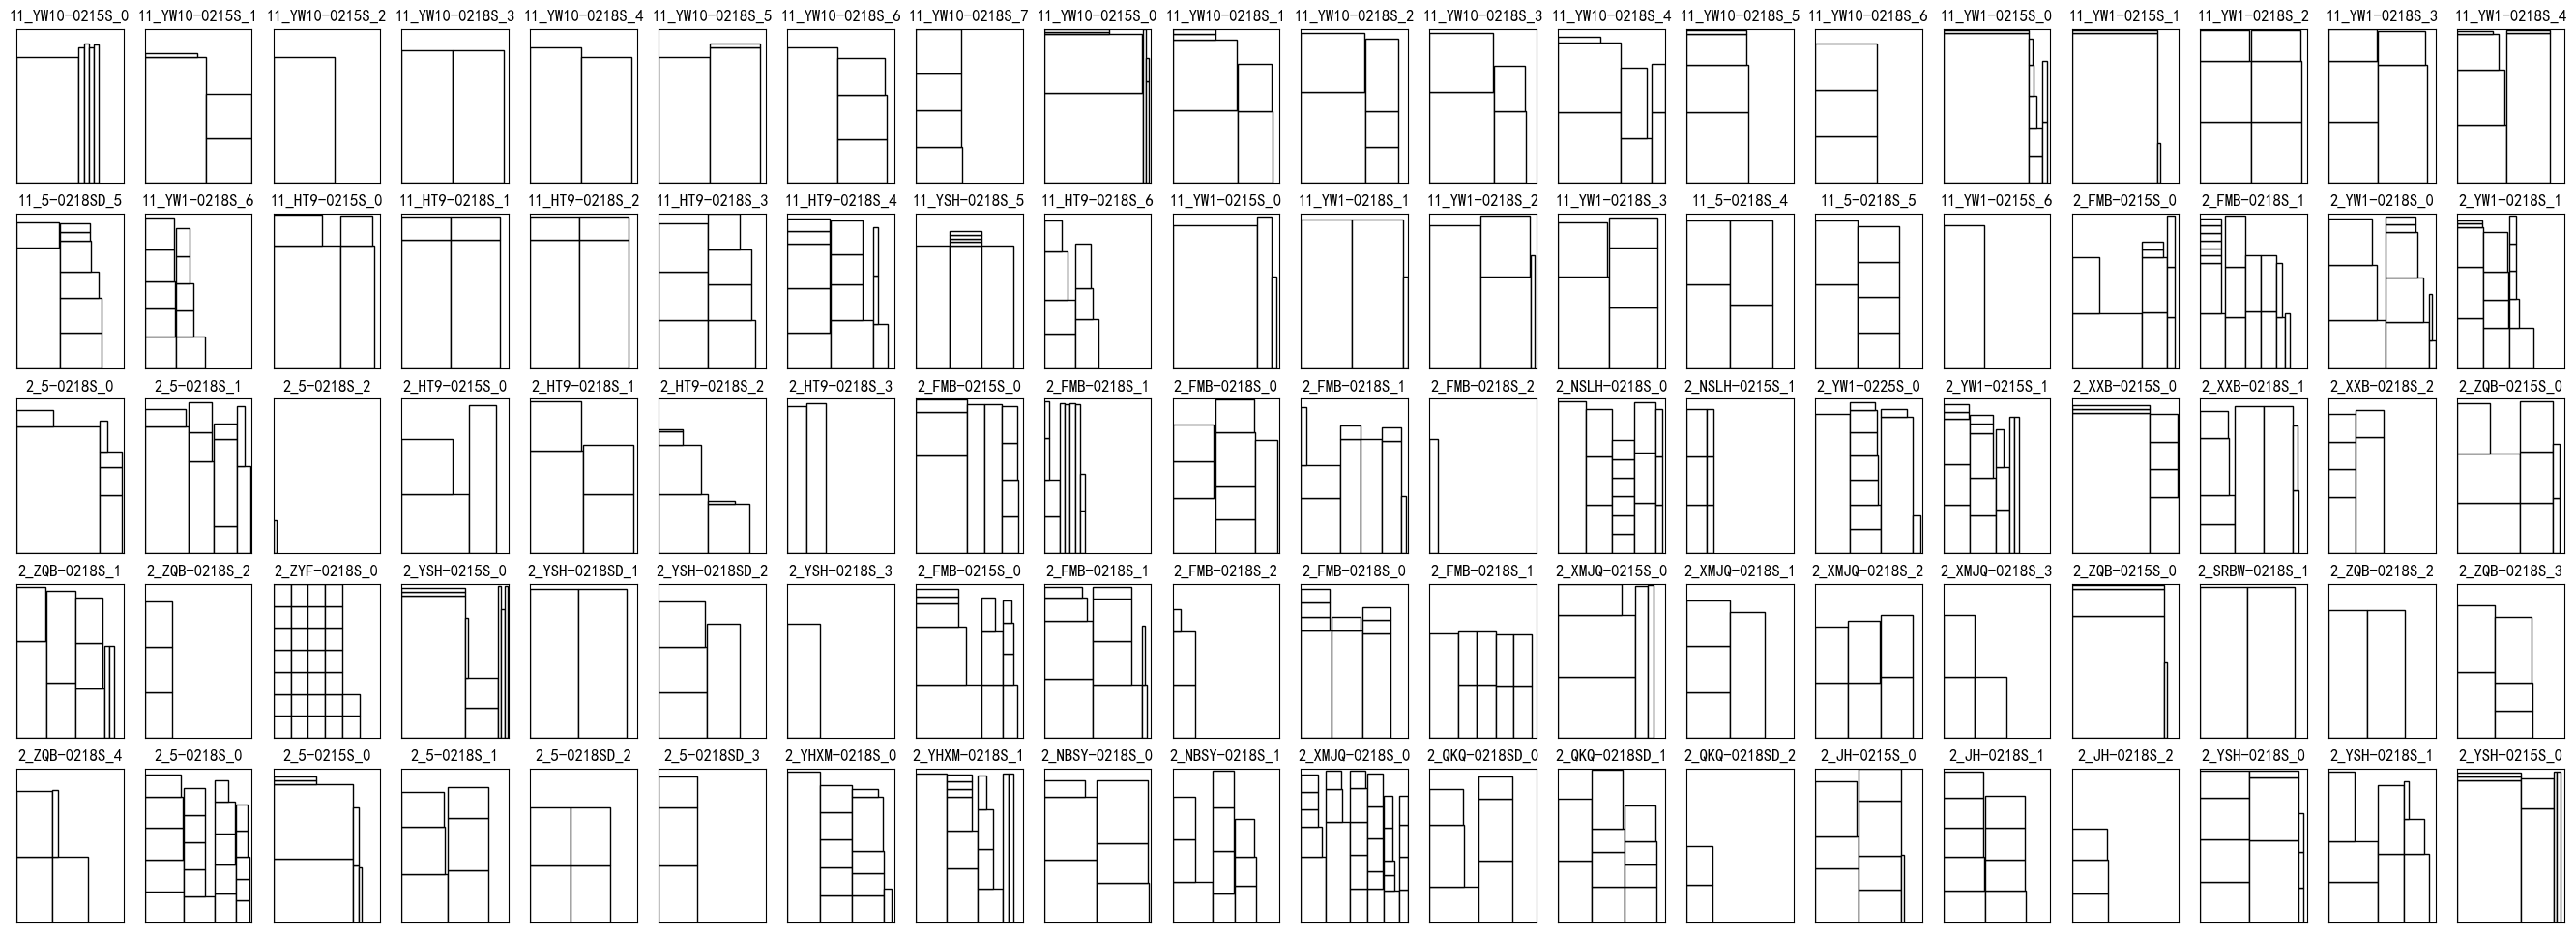 11_YW10-0215S_0 11_YW10-0215S_1 11_YW10-0215S_2 11_YW10-0218S_3 11_YW10-0218S_4 11_YW10-0218S_5 11_YW10-0218S_6 11_YW10-0218S_7 11_YW10-0215S_0 11_YW10-0218S_1 11_YW10-0218S_2 11_YW10-0218S_3 11_YW10-0218S_4 11_YW10-0218S_5 11_YW10-0218S_6 11_YW1-0215S_0 11_YW1-0215S_1 11_YW1-0218S_2 11_YW1-0218S_3 11_YW1-0218S_4
11_5-0218SD_5 11_YW1-0218S_6 11_HT9-0215S_0 11_HT9-0218S_1 11_HT9-0218S_2 11_HT9-0218S_3 11_HT9-0218S_4 11_YSH-0218S_5 11_HT9-0218S_6 11_YW1-0215S_0 11_YW1-0218S_1 11_YW1-0218S_2 11_YW1-0218S_3 11_5-0218S_4 11_5-0218S_5 11_YW1-0215S_6 2_FMB-0215S_0 2_FMB-0218S_1 2_YW1-0218S_0 2_YW1-0218S_1
2_5-0218S_0 2_5-0218S_1 2_5-0218S_2 2_HT9-0215S_0 2_HT9-0218S_1 2_HT9-0218S_2 2_HT9-0218S_3 2_FMB-0215S_0 2_FMB-0218S_1 2_FMB-0218S_0 2_FMB-0218S_1 2_FMB-0218S_2 2_NSLH-0218S_0 2_NSLH-0215S_1 2_YW1-0225S_0 2_YW1-0215S_1 2_XXB-0215S_0 2_XXB-0218S_1 2_XXB-0218S_2 2_ZQB-0215S_0
2_ZQB-0218S_1 2_ZQB-0218S_2 2_ZYF-0218S_0 2_YSH-0215S_0 2_YSH-0218SD_1 2_YSH-0218SD_2 2_YSH-0218S_3 2_FMB-0215S_0 2_FMB-0218S_1 2_FMB-0218S_2 2_FMB-0218S_0 2_FMB-0218S_1 2_XMJQ-0215S_0 2_XMJQ-0218S_1 2_XMJQ-0218S_2 2_XMJQ-0218S_3 2_ZQB-0215S_0 2_SRBW-0218S_1 2_ZQB-0218S_2 2_ZQB-0218S_3
2_ZQB-0218S_4 2_5-0218S_0 2_5-0215S_0 2_5-0218S_1 2_5-0218SD_2 2_5-0218SD_3 2_YHXM-0218S_0 2_YHXM-0218S_1 2_NBSY-0218S_0 2_NBSY-0218S_1 2_XMJQ-0218S_0 2_QKQ-0218SD_0 2_QKQ-0218SD_1 2_QKQ-0218SD_2 2_JH-0215S_0 2_JH-0218S_1 2_JH-0218S_2 2_YSH-0218S_0 2_YSH-0218S_1 2_YSH-0215S_0